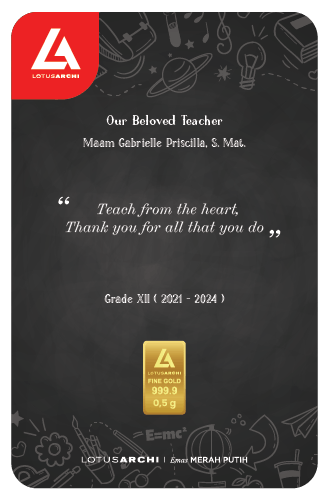 LOTUSARCHI
Our Beloved Teacher
Maam Gabrielle Priscilla, S. Mat.
“ Teach from the heart,
Thank you for all that you do „
Grade XII ( 2021 - 2024 )
LOTUSARCHI
FINE GOLD
999.9
0,5 g
E=mc²
LOTUSARCHI | Emas MERAH PUTIH